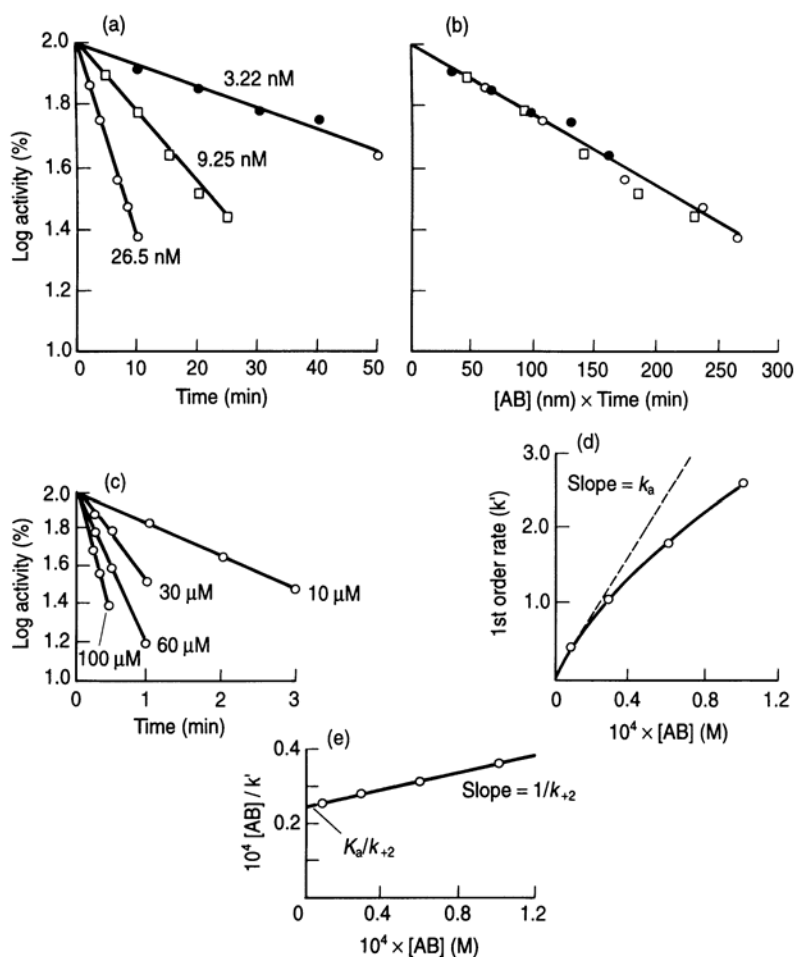 (a)
2.0
1.8
1.6
1.4
1.2
1.0
Log activity (%)
3.22 nM
9.25 nM
26.5 nM
0 10 20 30 40 50
Time (min)
(b)
0 50 100 150 200 250 300
[AB] (nm) × Time (min)
(c)
2.0
1.8
1.6
1.4
1.2
1.0
Log activity (%)
10 μM
30 μM
60 μM
100 μM
0 1 2 3
Time (min)
(d)
3.0
2.0
1.0
1st order rate (k')
Slope = kₐ
0 0.4 0.8 1.2
10⁴ × [AB] (M)
(e)
0.4
0.2
10⁴ [AB] / k'
Slope = 1/k₊₂
Kₐ/k₊₂
0 0.4 0.8 1.2
10⁴ × [AB] (M)